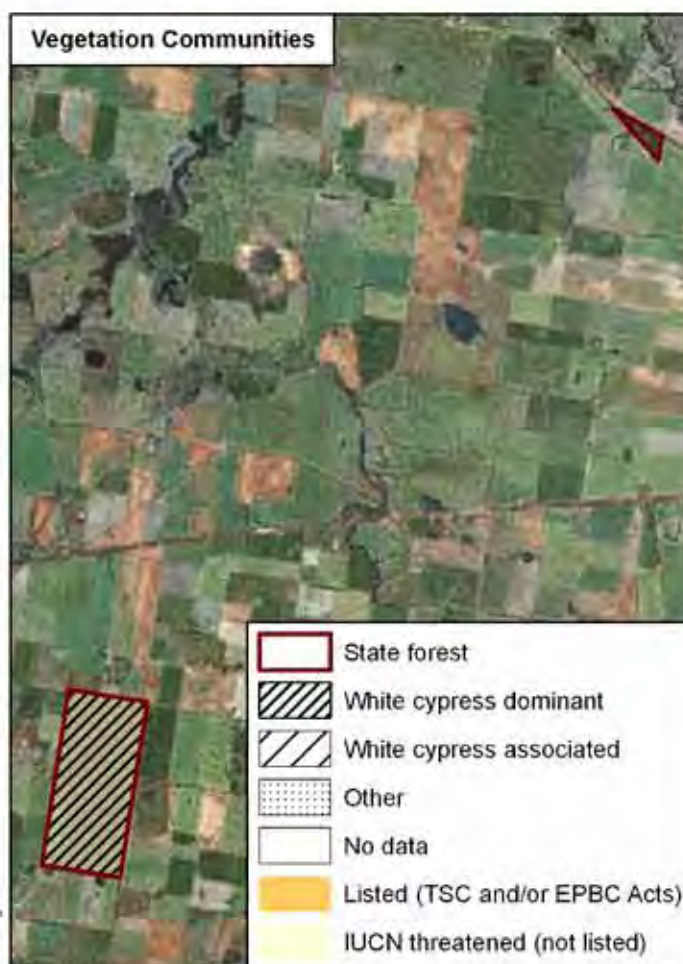 Vegetation Communities
State forest
White cypress dominant
White cypress associated
Other
No data
Listed (TSC and/or EPBC Acts)
IUCN threatened (not listed)